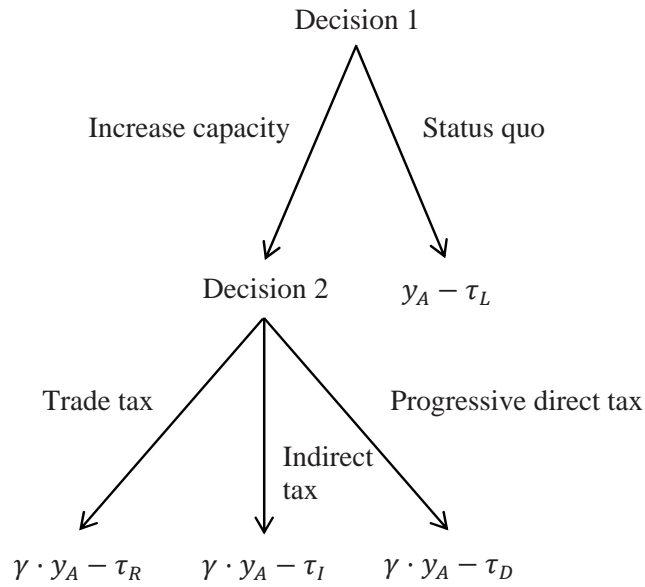 Decision 1
Increase capacity
Status quo
Decision 2
y_A − τ_L
Trade tax
Progressive direct tax
Indirect
tax
γ · y_A − τ_R
γ · y_A − τ_I
γ · y_A − τ_D